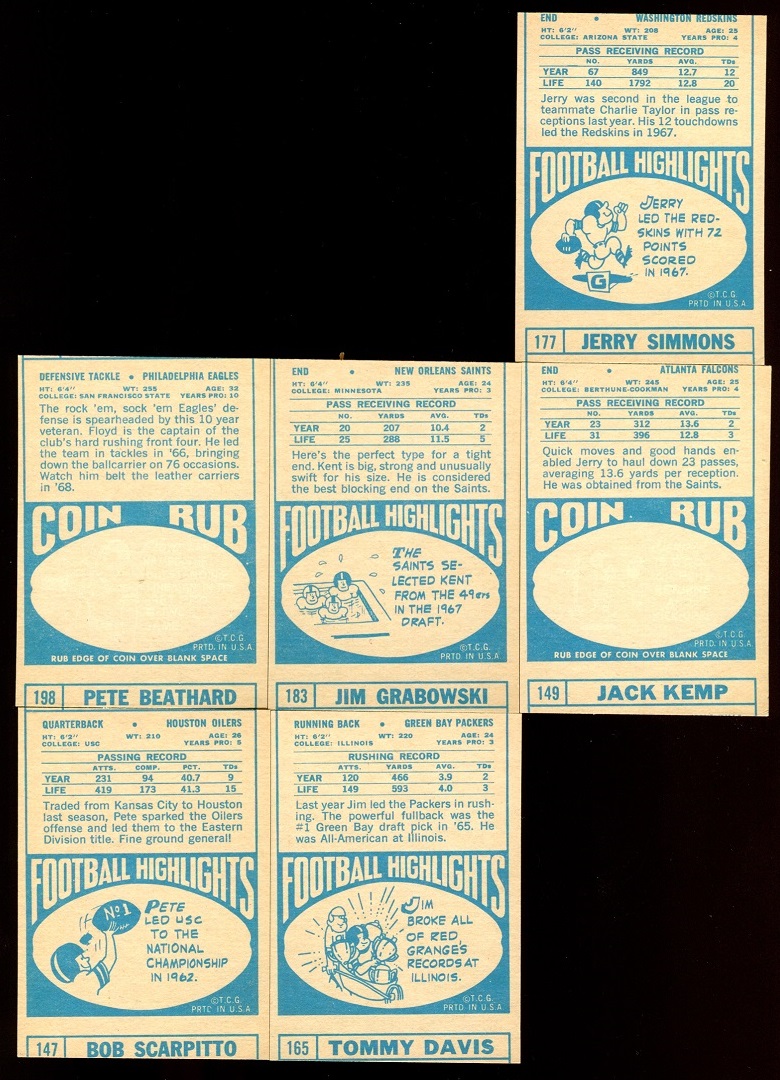 END • WASHINGTON REDSKINS
HT: 6'2" WT: 208 AGE: 25
COLLEGE: ARIZONA STATE YEARS PRO: 4
PASS RECEIVING RECORD
NO. YARDS AVG. TDs
YEAR 67 849 12.7 12
LIFE 140 1792 12.8 20
Jerry was second in the league to
teammate Charlie Taylor in pass re-
ceptions last year. His 12 touchdowns
led the Redskins in 1967.
FOOTBALL HIGHLIGHTS
JERRY
LED THE RED-
SKINS WITH 72
POINTS
SCORED
IN 1967.
G
©T.C.G.
PRTD IN U.S.A.
177 JERRY SIMMONS
DEFENSIVE TACKLE • PHILADELPHIA EAGLES
HT: 6'4" WT: 255 AGE: 32
COLLEGE: SAN FRANCISCO STATE YEARS PRO: 10
The rock 'em, sock 'em Eagles' de-
fense is spearheaded by this 10 year
veteran. Floyd is the captain of the
club's hard rushing front four. He led
the team in tackles in '66, bringing
down the ballcarrier on 76 occasions.
Watch him belt the leather carriers
in '68.
COIN RUB
©T.C.G.
PRTD. IN U.S.A.
RUB EDGE OF COIN OVER BLANK SPACE
198 PETE BEATHARD
END • NEW ORLEANS SAINTS
HT: 6'4" WT: 235 AGE: 24
COLLEGE: MINNESOTA YEARS PRO: 3
PASS RECEIVING RECORD
NO. YARDS AVG. TDs
YEAR 20 207 10.4 2
LIFE 25 288 11.5 5
Here's the perfect type for a tight
end. Kent is big, strong and unusually
swift for his size. He is considered
the best blocking end on the Saints.
FOOTBALL HIGHLIGHTS
THE
SAINTS SE-
LECTED KENT
FROM THE 49ers
IN THE 1967
DRAFT.
©T.C.G.
PRTD IN U.S.A.
183 JIM GRABOWSKI
END • ATLANTA FALCONS
HT: 6'4" WT: 245 AGE: 25
COLLEGE: BERTHUNE-COOKMAN YEARS PRO: 4
PASS RECEIVING RECORD
NO. YARDS AVG. TDs
YEAR 23 312 13.6 2
LIFE 31 396 12.8 3
Quick moves and good hands en-
abled Jerry to haul down 23 passes,
averaging 13.6 yards per reception.
He was obtained from the Saints.
COIN RUB
©T.C.G.
PRTD. IN U.S.A.
RUB EDGE OF COIN OVER BLANK SPACE
149 JACK KEMP
QUARTERBACK • HOUSTON OILERS
HT: 6'2" WT: 210 AGE: 26
COLLEGE: USC YEARS PRO: 5
PASSING RECORD
ATTS. COMP. PCT. TDs
YEAR 231 94 40.7 9
LIFE 419 173 41.3 15
Traded from Kansas City to Houston
last season, Pete sparked the Oilers
offense and led them to the Eastern
Division title. Fine ground general!
FOOTBALL HIGHLIGHTS
No 1
PETE
LED USC
TO THE
NATIONAL
CHAMPIONSHIP
IN 1962.
©T.C.G.
PRTD IN U.S.A.
147 BOB SCARPITTO
RUNNING BACK • GREEN BAY PACKERS
HT: 6'2" WT: 220 AGE: 24
COLLEGE: ILLINOIS YEARS PRO: 3
RUSHING RECORD
ATTS. YARDS AVG. TDs
YEAR 120 466 3.9 2
LIFE 149 593 4.0 3
Last year Jim led the Packers in rush-
ing. The powerful fullback was the
#1 Green Bay draft pick in '65. He
was All-American at Illinois.
FOOTBALL HIGHLIGHTS
JIM
BROKE ALL
OF RED
GRANGE'S
RECORDS AT
ILLINOIS.
©T.C.G.
PRTD IN U.S.A.
165 TOMMY DAVIS